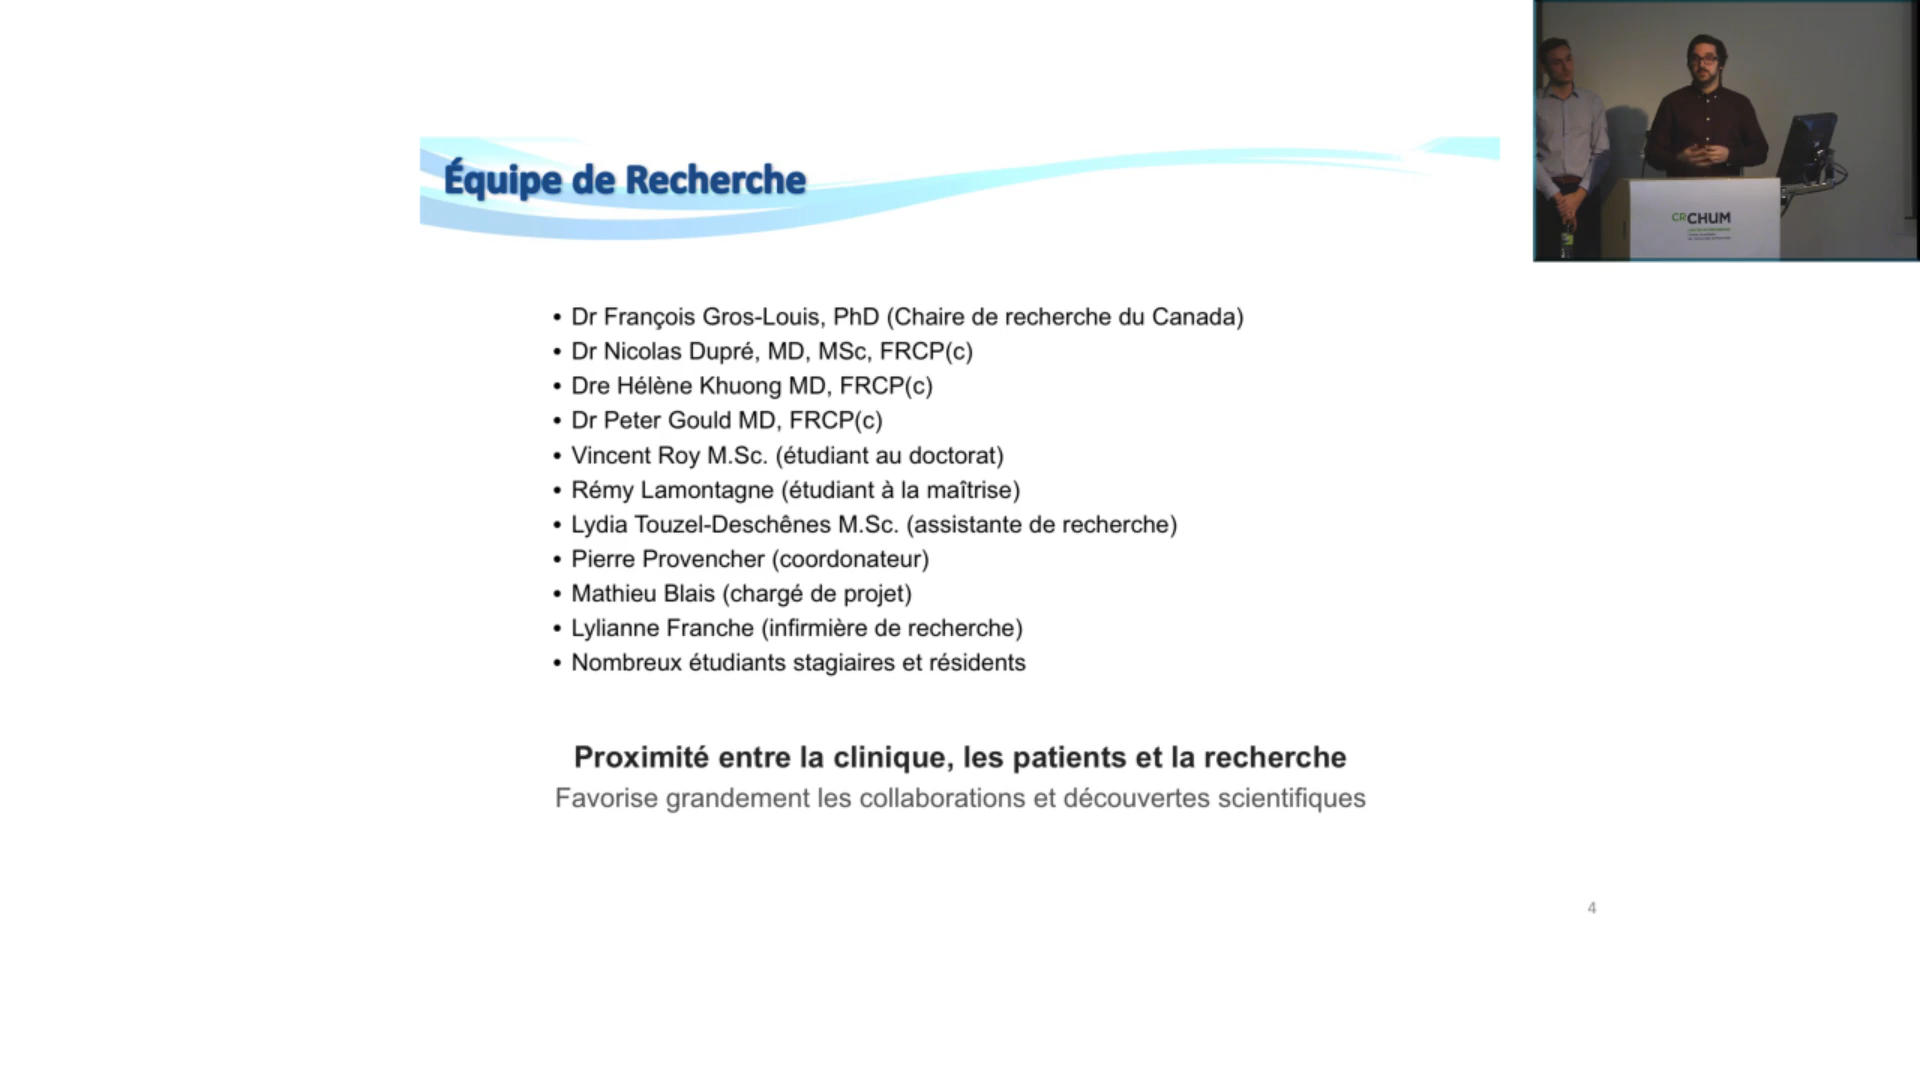 Équipe de Recherche
• Dr François Gros-Louis, PhD (Chaire de recherche du Canada)
• Dr Nicolas Dupré, MD, MSc, FRCP(c)
• Dre Hélène Khuong MD, FRCP(c)
• Dr Peter Gould MD, FRCP(c)
• Vincent Roy M.Sc. (étudiant au doctorat)
• Rémy Lamontagne (étudiant à la maîtrise)
• Lydia Touzel-Deschênes M.Sc. (assistante de recherche)
• Pierre Provencher (coordonateur)
• Mathieu Blais (chargé de projet)
• Lylianne Franche (infirmière de recherche)
• Nombreux étudiants stagiaires et résidents
Proximité entre la clinique, les patients et la recherche
Favorise grandement les collaborations et découvertes scientifiques
4
CRCHUM